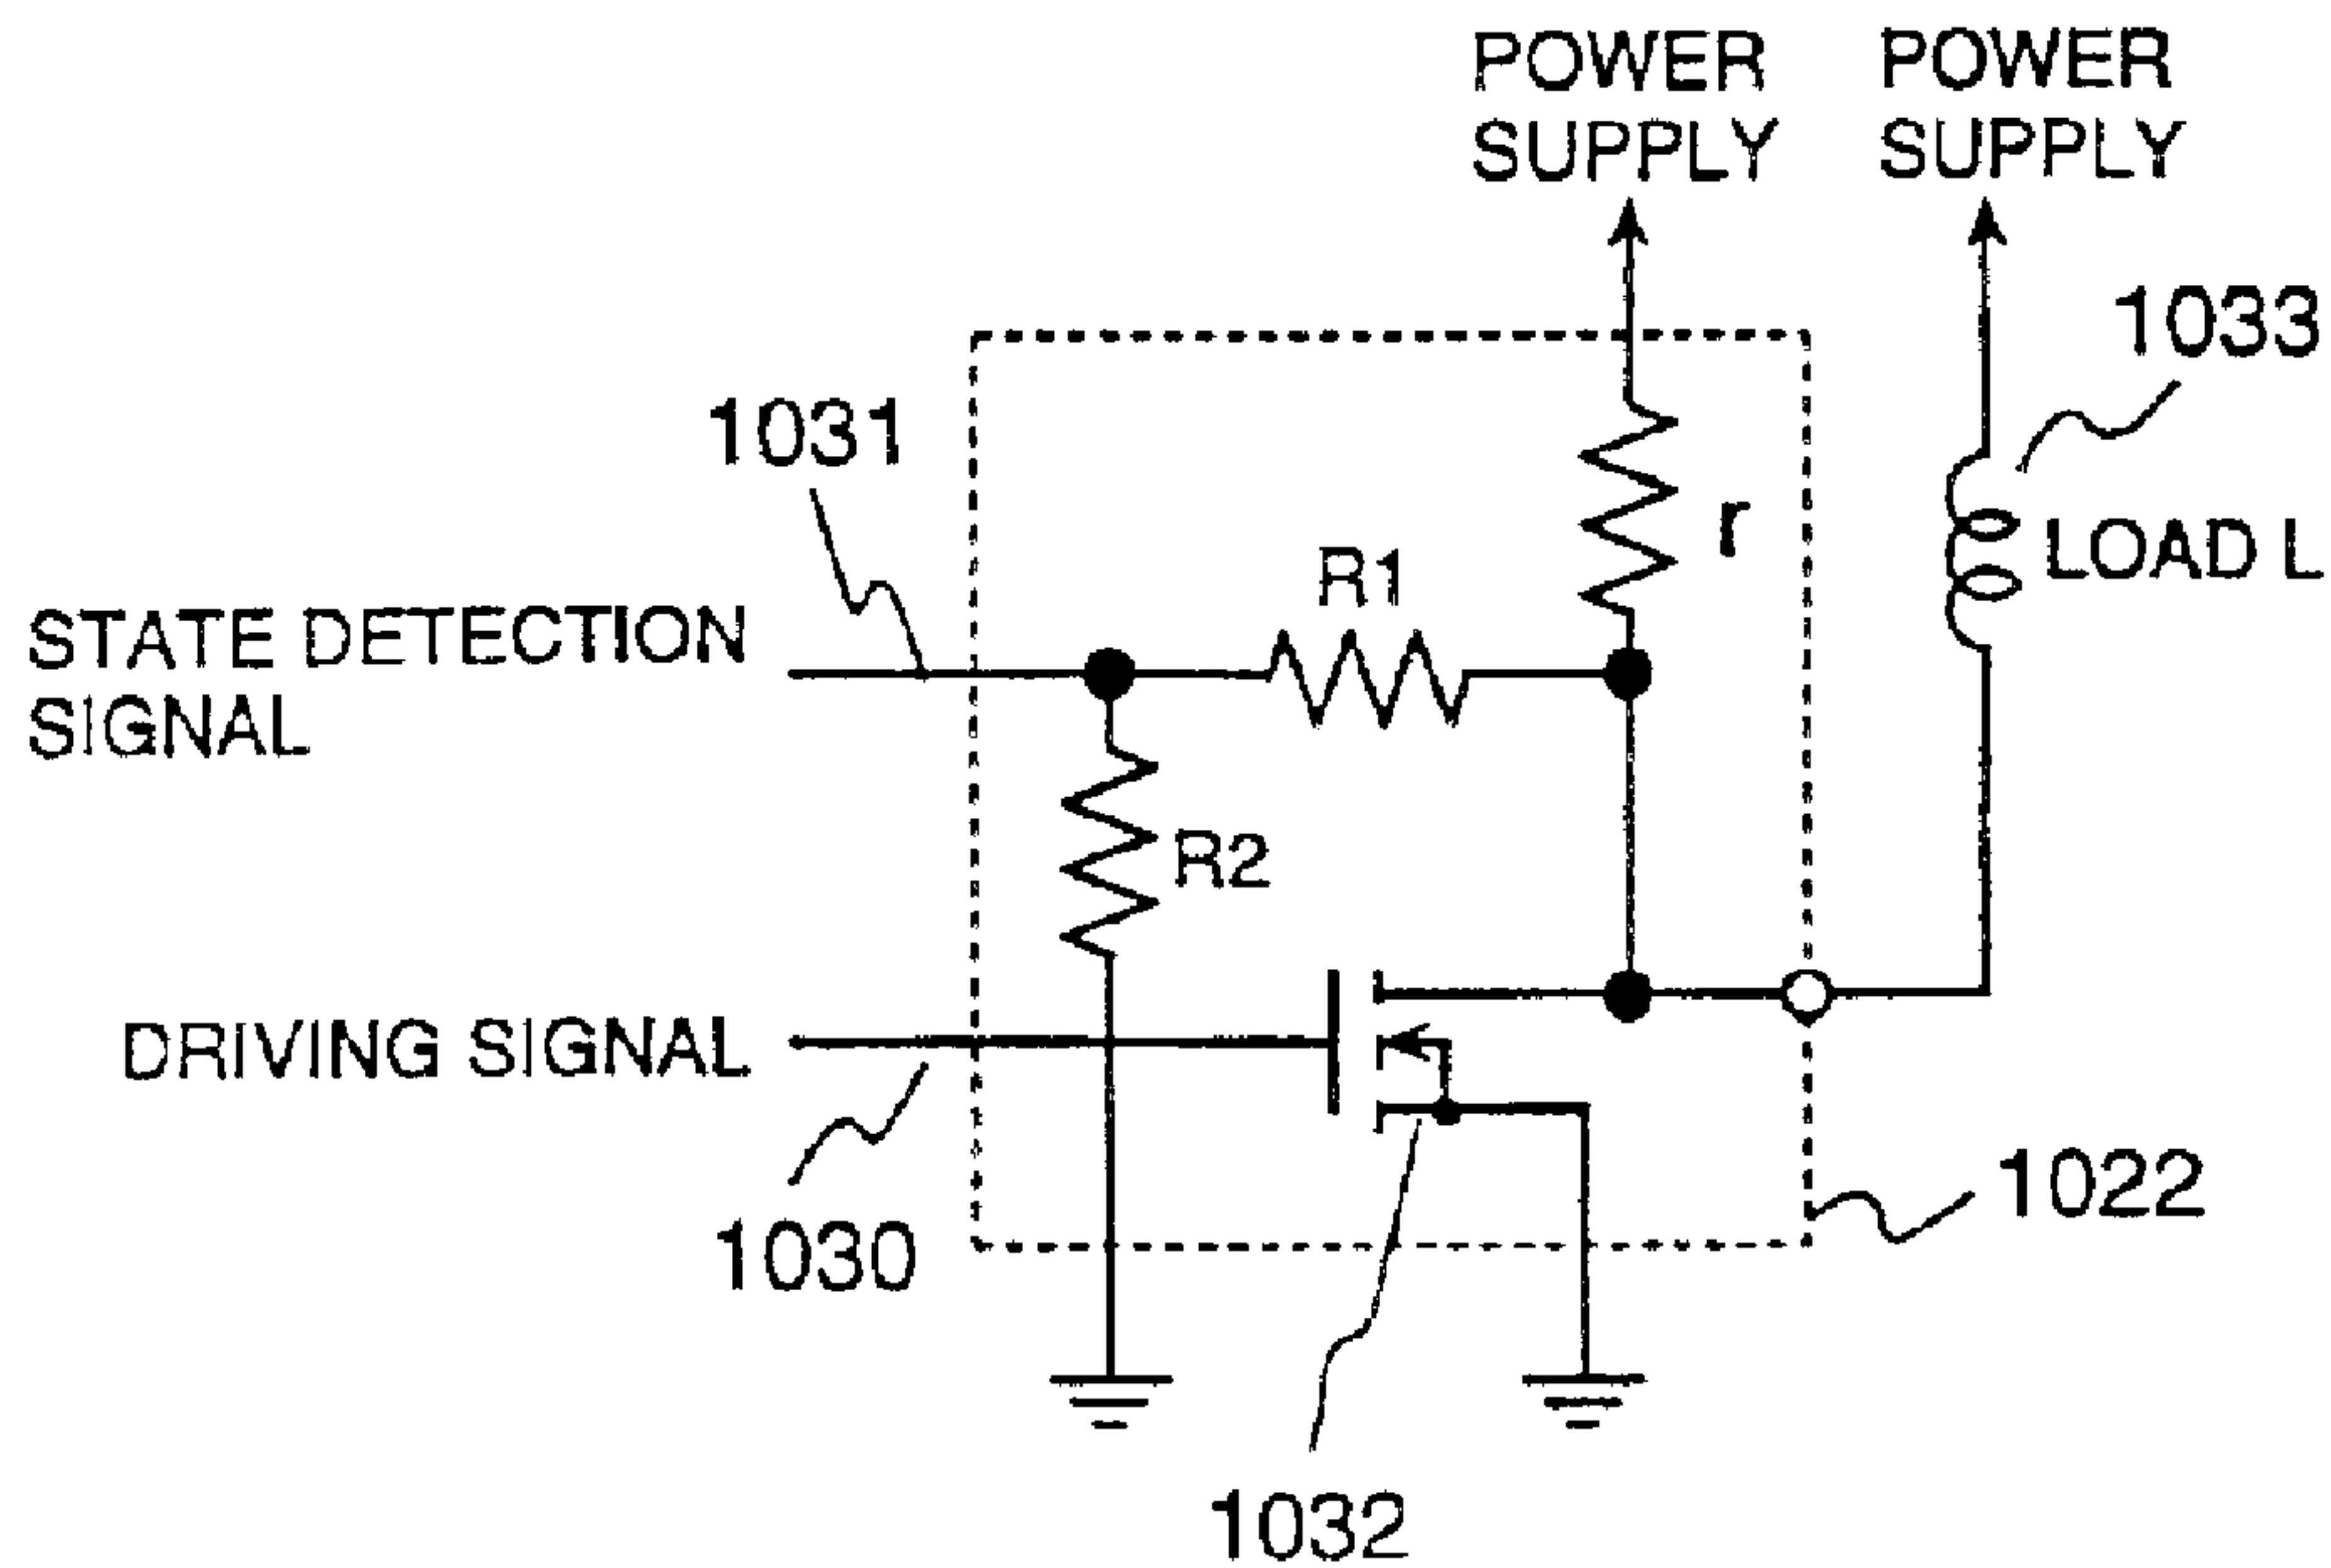 POWER
SUPPLY
POWER
SUPPLY
1033
1031
r
LOAD L
R1
STATE DETECTION
SIGNAL
R2
DRIVING SIGNAL
1022
1030
1032